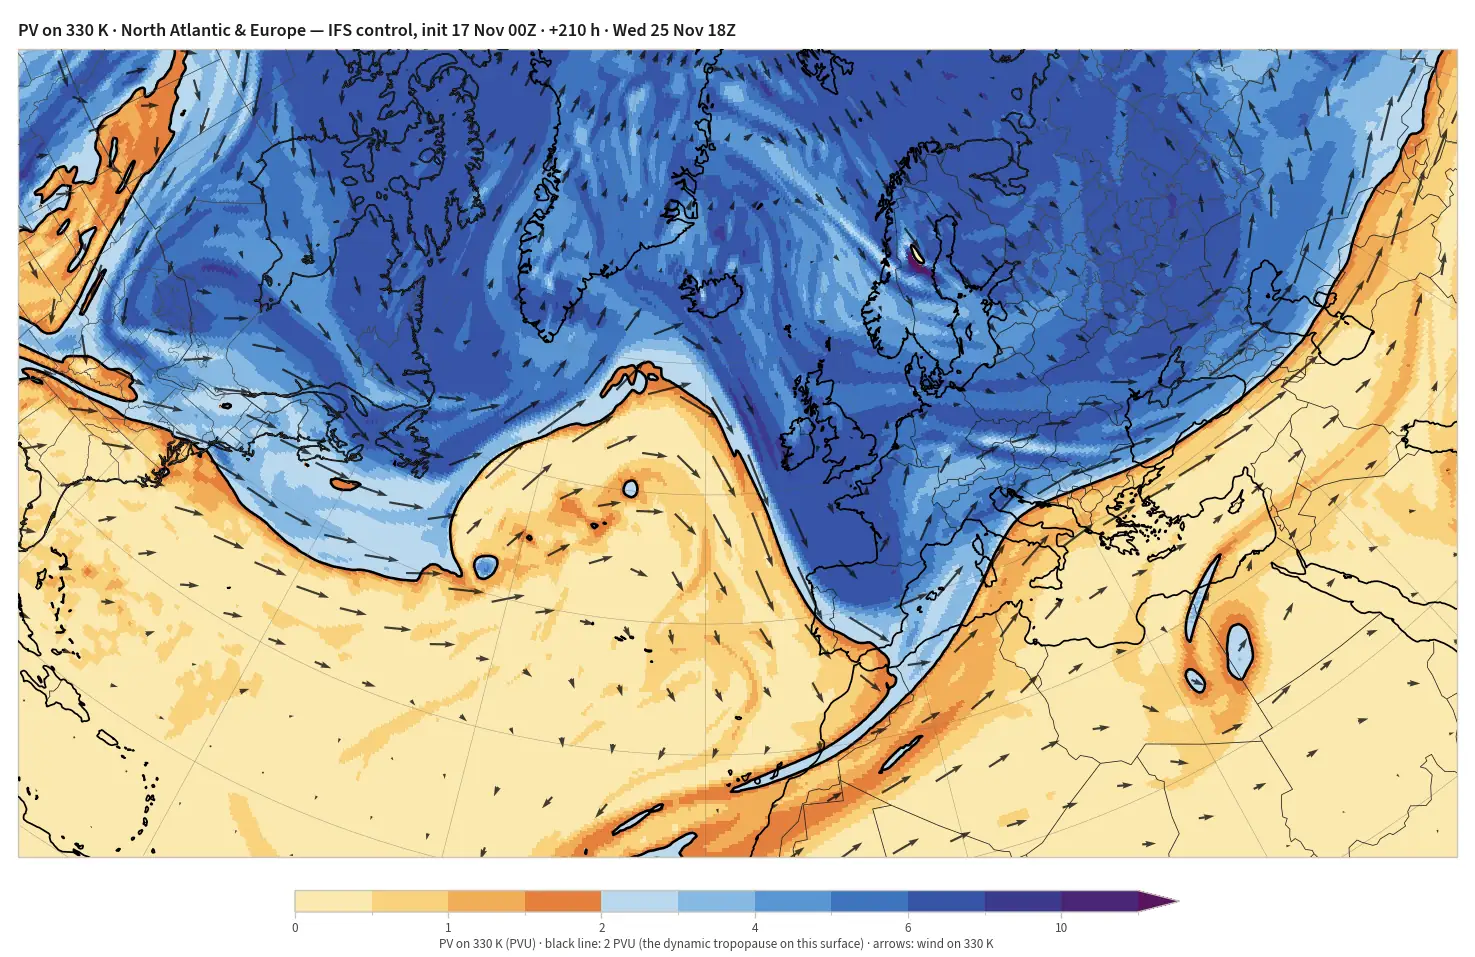 PV on 330 K · North Atlantic & Europe — IFS control, init 17 Nov 00Z · +210 h · Wed 25 Nov 18Z
0 1 2 4 6 10
PV on 330 K (PVU) · black line: 2 PVU (the dynamic tropopause on this surface) · arrows: wind on 330 K